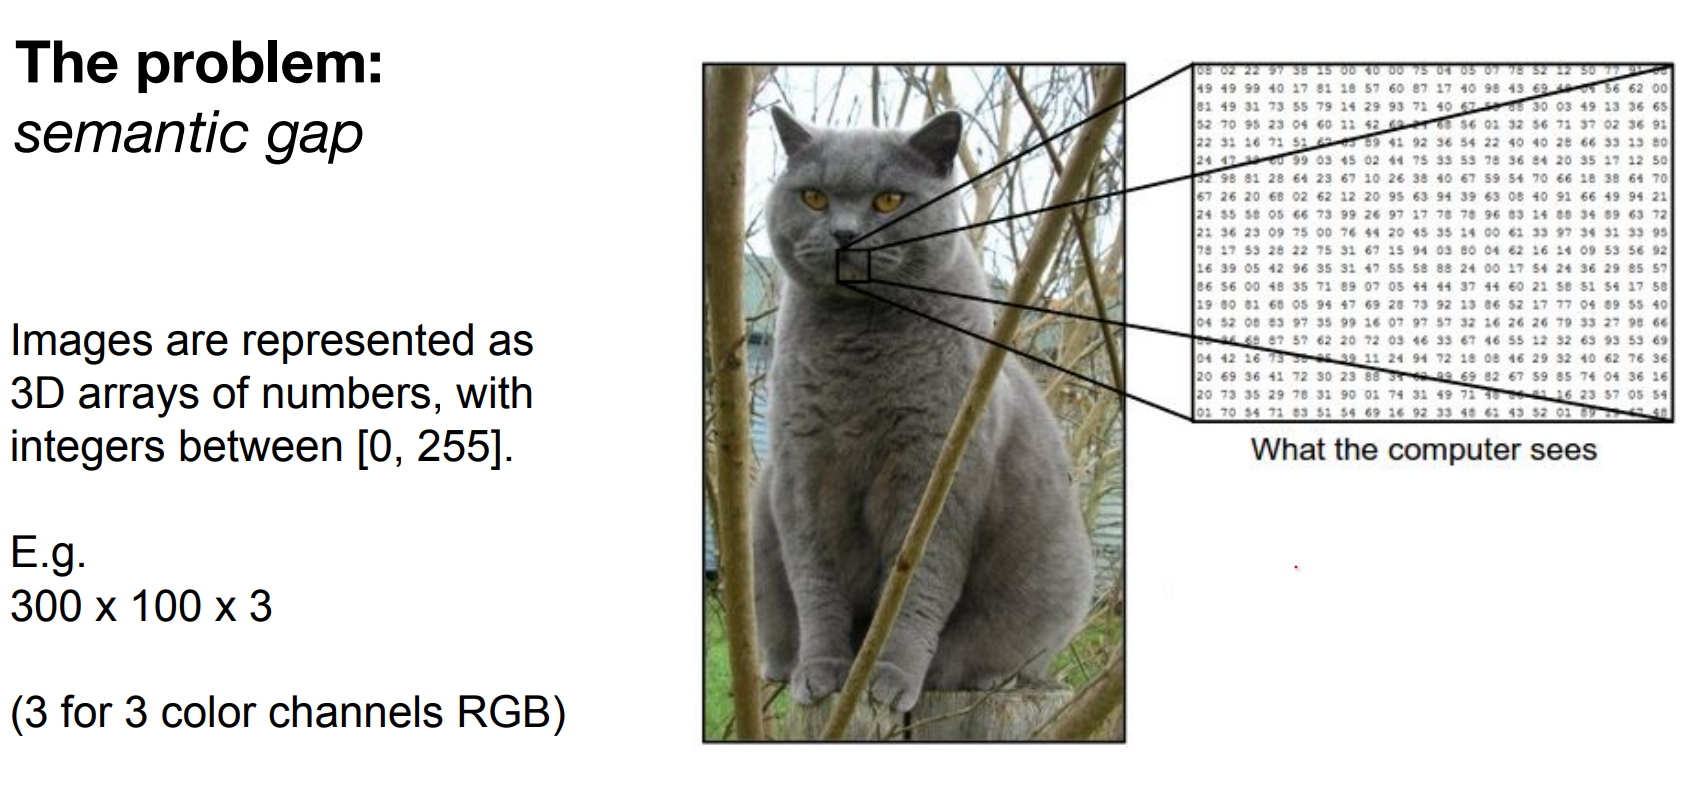 The problem:
semantic gap
Images are represented as
3D arrays of numbers, with
integers between [0, 255].
E.g.
300 x 100 x 3
(3 for 3 color channels RGB)
08 02 22 97 38 15 00 40 00 75 04 05 07 78 52 12 50 77 91
49 49 99 40 17 81 18 57 60 87 17 40 98 43 69 48 04 56 62 00
81 49 31 73 55 79 14 29 93 71 40 67 88 30 03 49 13 36 65
52 70 95 23 04 60 11 42 69 24 68 56 01 32 56 71 37 02 36 91
22 31 16 71 51 67 63 89 41 92 36 54 22 40 40 28 66 33 13 80
24 47 60 99 03 45 02 44 75 33 53 78 36 84 20 35 17 12 50
32 98 81 28 64 23 67 10 26 38 40 67 59 54 70 66 18 38 64 70
67 26 20 68 02 62 12 20 95 63 94 39 63 08 40 91 66 49 94 21
24 55 58 05 66 73 99 26 97 17 78 78 96 83 14 88 34 89 63 72
21 36 23 09 75 00 76 44 20 45 35 14 00 61 33 97 34 31 33 95
78 17 53 28 22 75 31 67 15 94 03 80 04 62 16 14 09 53 56 92
16 39 05 42 96 35 31 47 55 58 88 24 00 17 54 24 36 29 85 57
86 56 00 48 35 71 89 07 05 44 44 37 44 60 21 58 51 54 17 58
19 80 81 68 05 94 47 69 28 73 92 13 86 52 17 77 04 89 55 40
04 52 08 83 97 35 99 16 07 97 57 32 16 26 26 79 33 27 98 66
68 87 57 62 20 72 03 46 33 67 46 55 12 32 63 93 53 69
04 42 16 73 39 11 24 94 72 18 08 46 29 32 40 62 76 36
20 69 36 41 72 30 23 88 34 99 69 82 67 59 85 74 04 36 16
20 73 35 29 78 31 90 01 74 31 49 71 16 23 57 05 54
01 70 54 71 83 51 54 69 16 92 33 48 61 43 52 01 89 48
What the computer sees